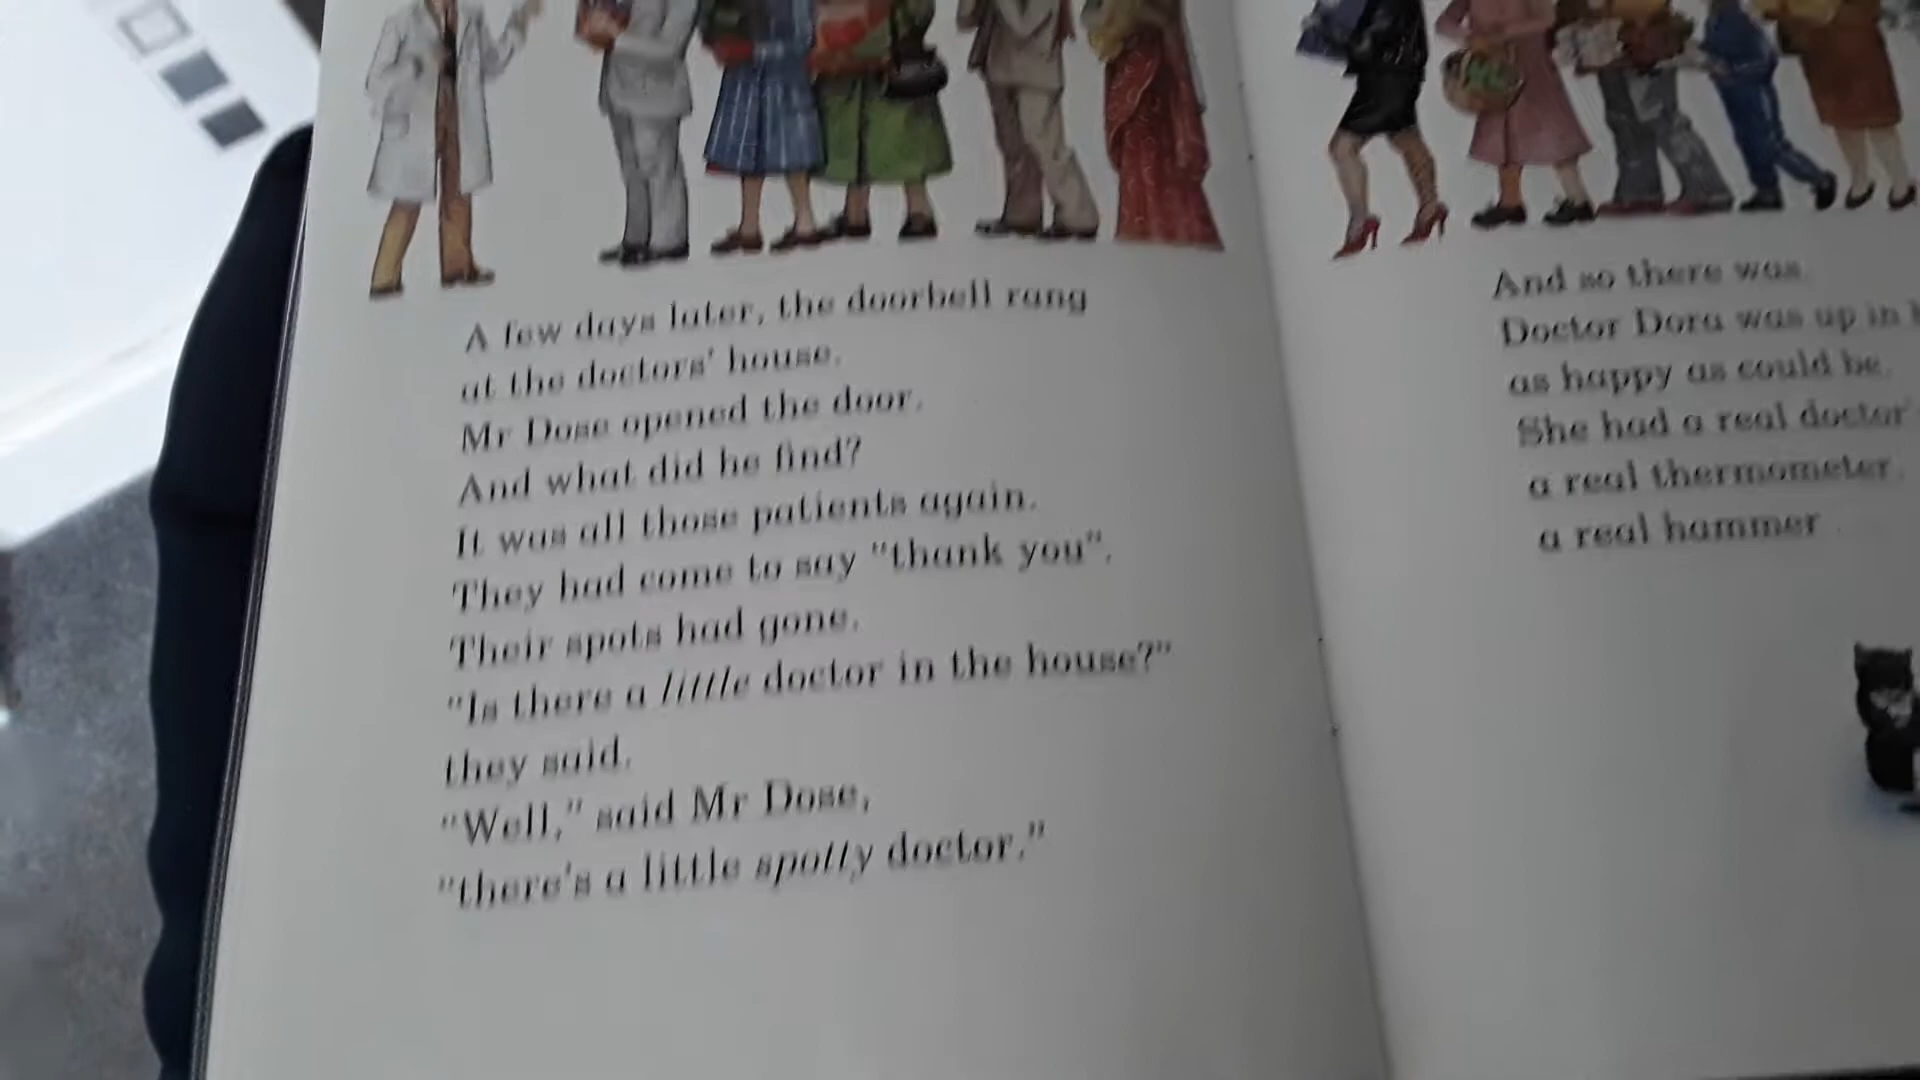 A few days later, the doorbell rang
at the doctors' house.
Mr Dose opened the door.
And what did he find?
It was all those patients again.
They had come to say "thank you".
Their spots had gone.
"Is there a little doctor in the house?"
they said.
"Well," said Mr Dose,
"there's a little spotty doctor."
And so there was.
Doctor Dora was up in
as happy as could be.
She had a real doctor'
a real thermometer,
a real hammer